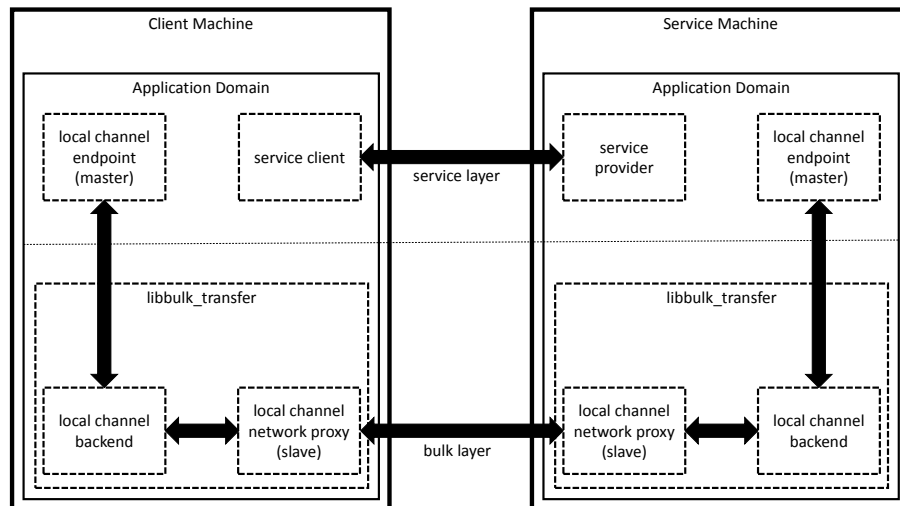 Client Machine
Service Machine
Application Domain
Application Domain
local channel
endpoint
(master)
service client
service layer
service
provider
local channel
endpoint
(master)
libbulk_transfer
libbulk_transfer
local channel
backend
local channel
network proxy
(slave)
bulk layer
local channel
network proxy
(slave)
local channel
backend